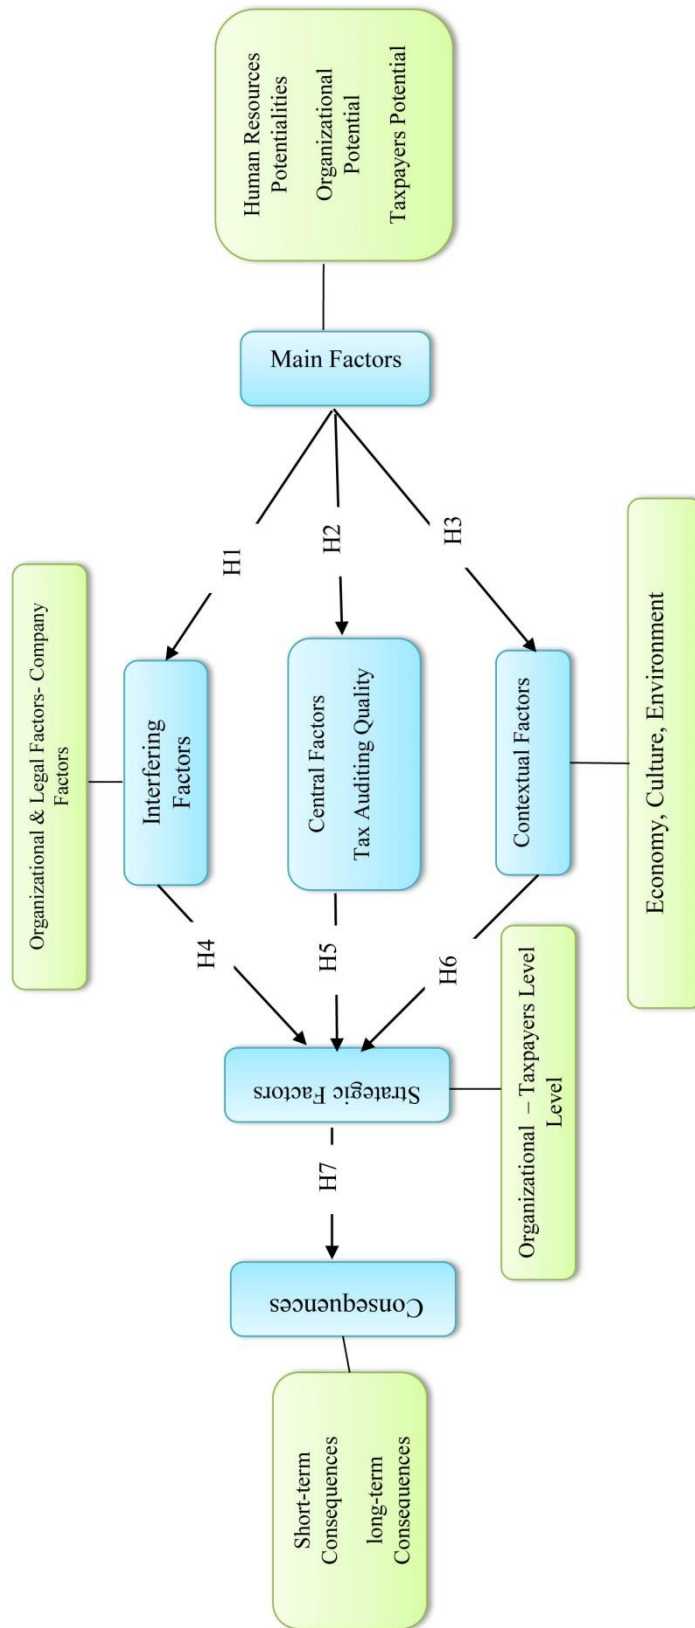 Human Resources
Potentialities
Organizational
Potential
Taxpayers Potential
Main Factors
H1
H2
H3
Organizational & Legal Factors- Company
Factors
Interfering
Factors
Central Factors
Tax Auditing Quality
Contextual Factors
Economy, Culture, Environment
H4
H5
H6
Strategic Factors
Organizational – Taxpayers Level
Level
H7
Consequences
Short-term
Consequences
long-term
Consequences